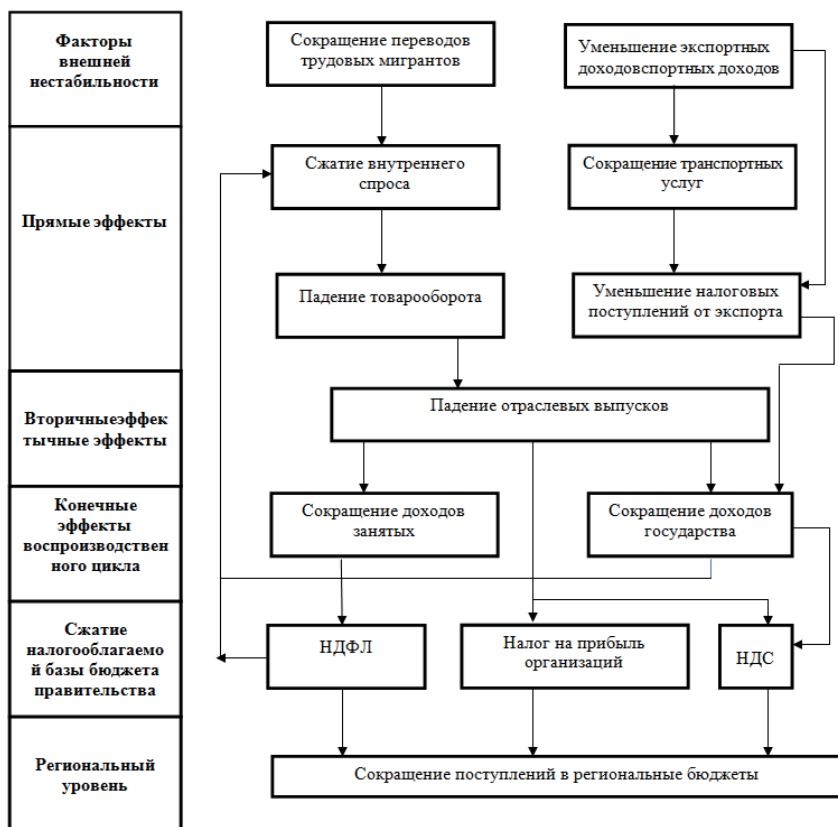 Факторы
внешней
нестабильности
Сокращение переводов
трудовых мигрантов
Уменьшение экспортных
доходовспортных доходов
Прямые эффекты
Сжатие внутреннего
спроса
Сокращение транспортных
услуг
Падение товарооборота
Уменьшение налоговых
поступлений от экспорта
Вторичныеэффек
тычные эффекты
Падение отраслевых выпусков
Конечные
эффекты
воспроизводствен
ного цикла
Сокращение доходов
занятых
Сокращение доходов
государства
Сжатие
налогооблагаемо
й базы бюджета
правительства
НДФЛ
Налог на прибыль
организаций
НДС
Региональный
уровень
Сокращение поступлений в региональные бюджеты